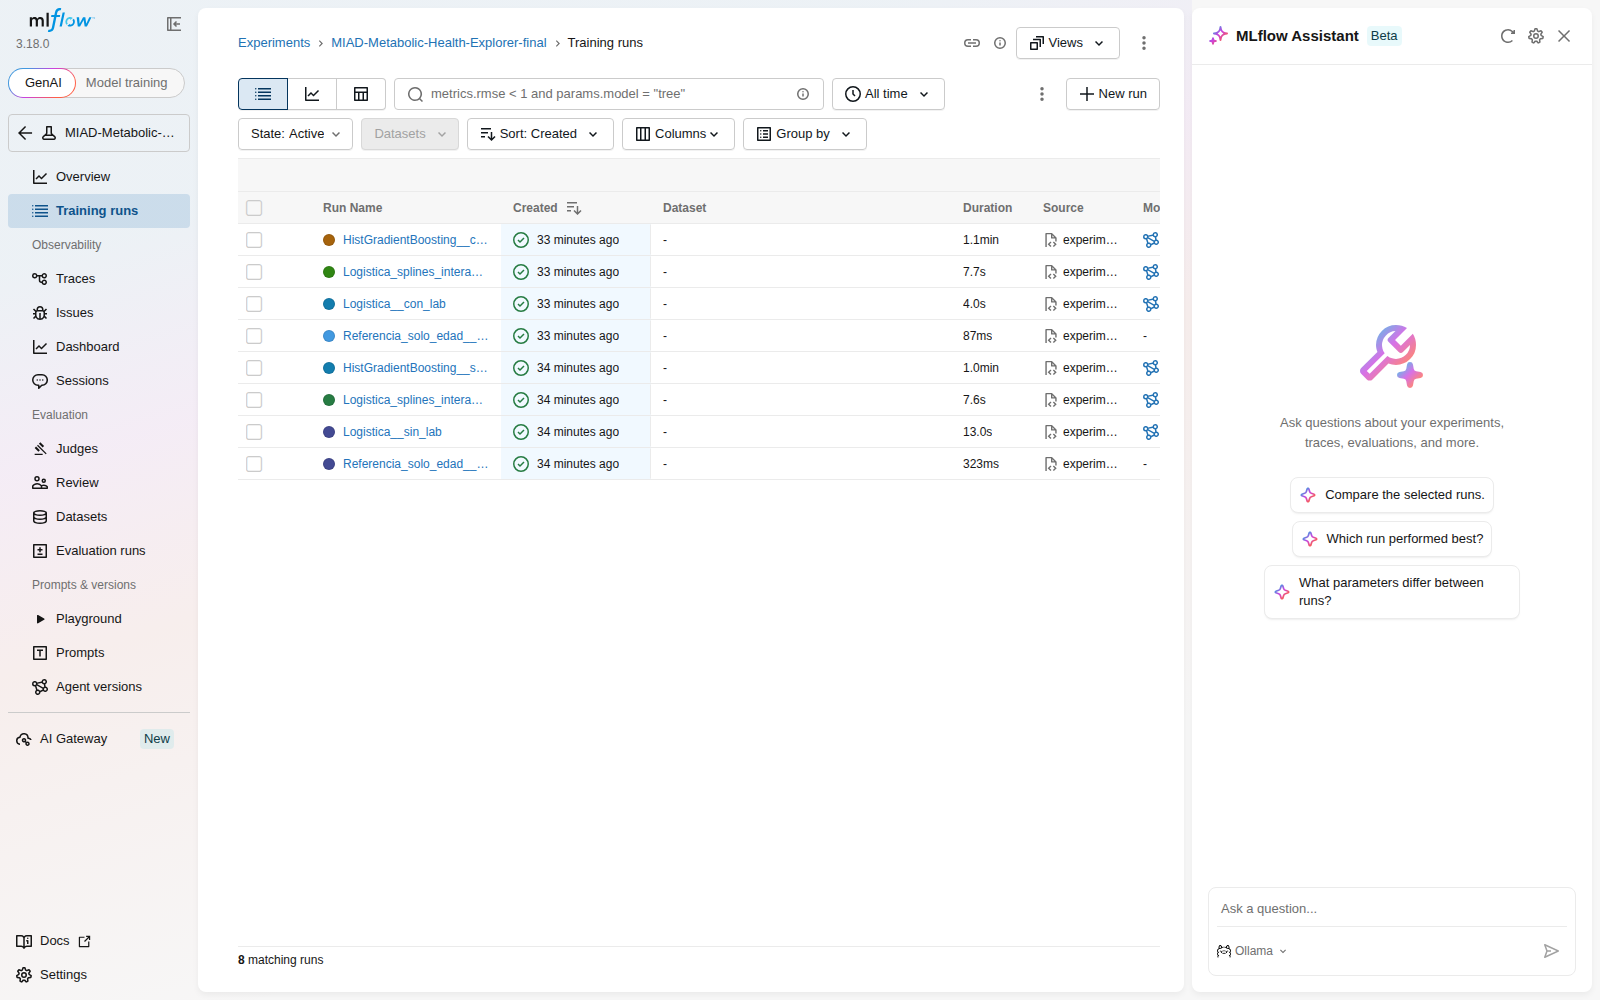 mlflow
3.18.0
GenAI
Model training
MIAD-Metabolic-...
Overview
Training runs
Observability
Traces
Issues
Dashboard
Sessions
Evaluation
Judges
Review
Datasets
Evaluation runs
Prompts & versions
Playground
Prompts
Agent versions
AI Gateway
New
Docs
Settings
Experiments > MIAD-Metabolic-Health-Explorer-final > Training runs
Views
metrics.rmse < 1 and params.model = "tree"
All time
New run
State: Active
Datasets
Sort: Created
Columns
Group by
Run Name Created Dataset Duration Source Mo
HistGradientBoosting__c... 33 minutes ago - 1.1min experim...
Logistica_splines_intera... 33 minutes ago - 7.7s experim...
Logistica__con_lab 33 minutes ago - 4.0s experim...
Referencia_solo_edad__... 33 minutes ago - 87ms experim... -
HistGradientBoosting__s... 34 minutes ago - 1.0min experim...
Logistica_splines_intera... 34 minutes ago - 7.6s experim...
Logistica__sin_lab 34 minutes ago - 13.0s experim...
Referencia_solo_edad__... 34 minutes ago - 323ms experim... -
8 matching runs
MLflow Assistant Beta
Ask questions about your experiments,
traces, evaluations, and more.
Compare the selected runs.
Which run performed best?
What parameters differ between
runs?
Ask a question...
Ollama